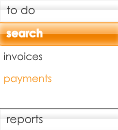 to do
search
invoices
payments
reports